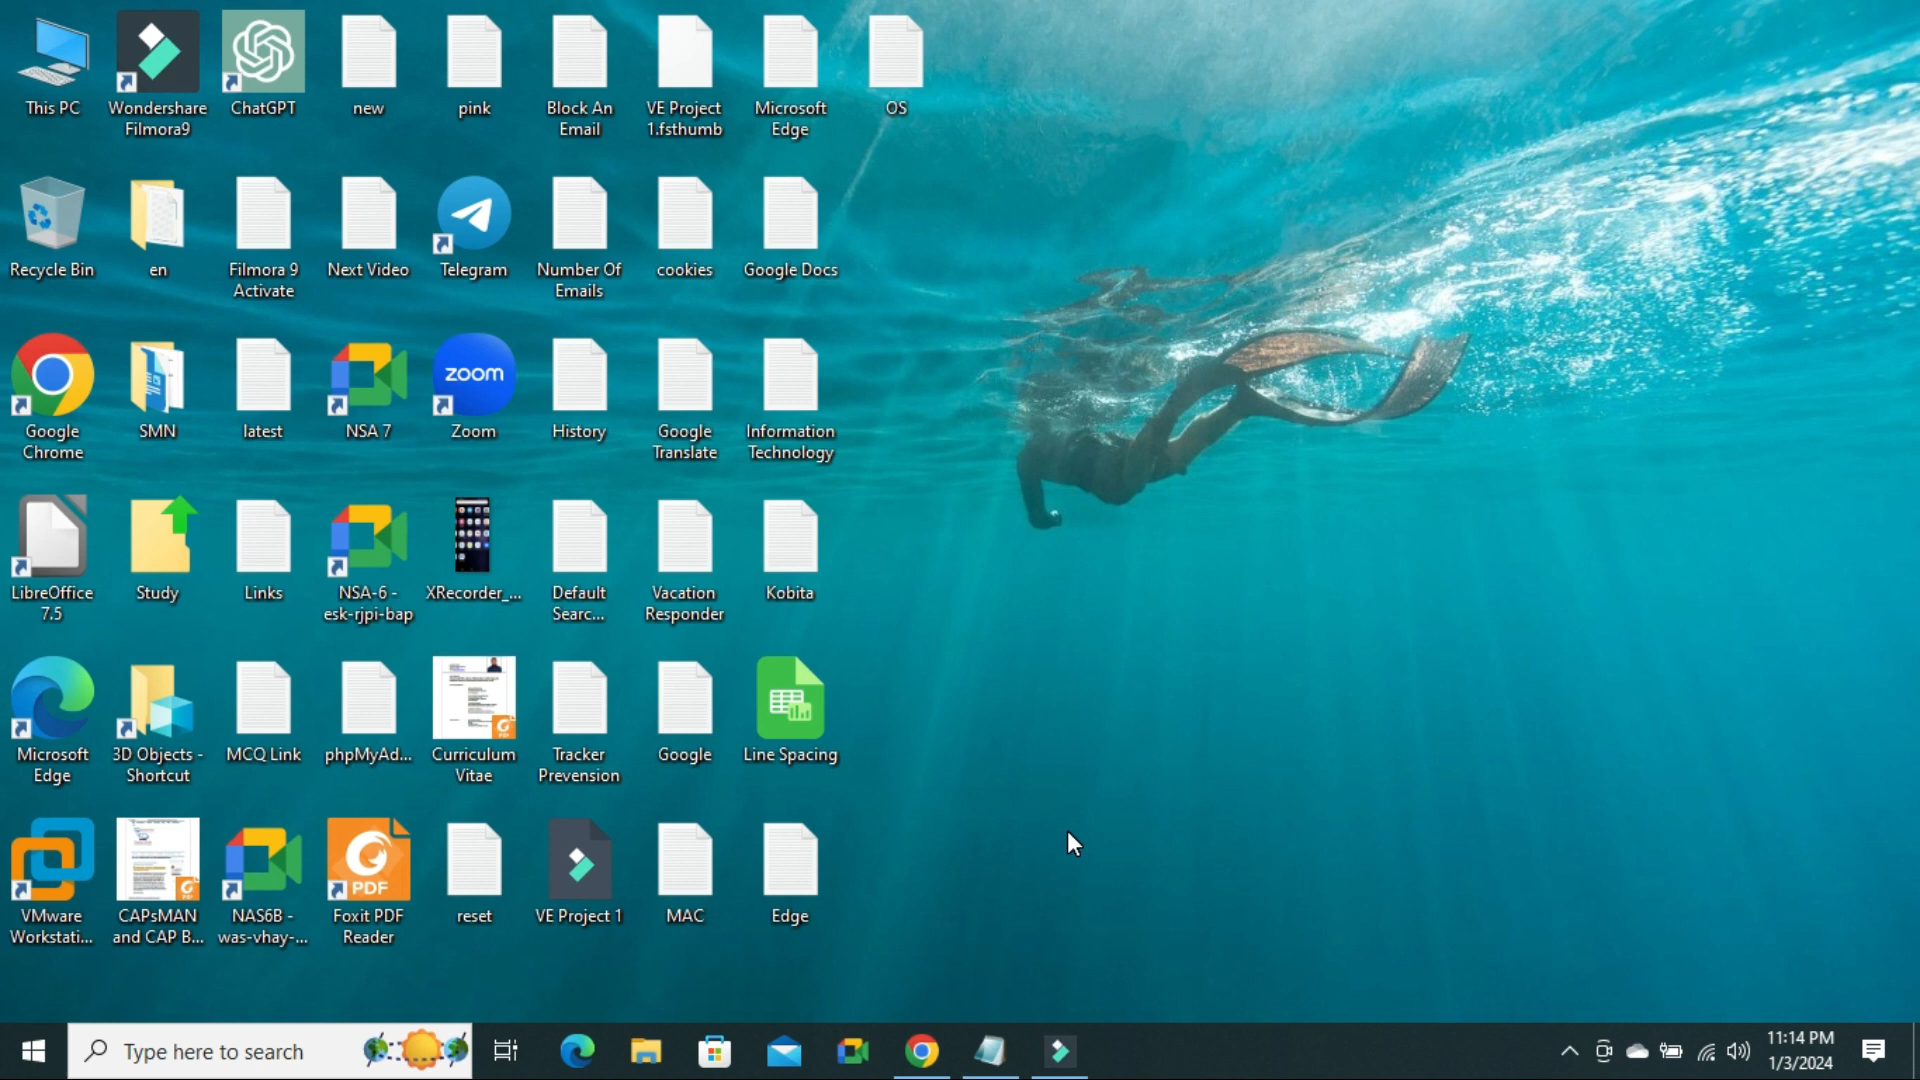 This PC
Wondershare
Filmora9
ChatGPT
new
pink
Block An
Email
VE Project
1.fsthumb
Microsoft
Edge
OS
Recycle Bin
en
Filmora 9
Activate
Next Video
Telegram
Number Of
Emails
cookies
Google Docs
zoom
Google
Chrome
SMN
latest
NSA 7
Zoom
History
Google
Translate
Information
Technology
LibreOffice
7.5
Study
Links
NSA-6 -
esk-rjpi-bap
XRecorder_...
Default
Searc...
Vacation
Responder
Kobita
Microsoft
Edge
3D Objects -
Shortcut
MCQ Link
phpMyAd...
Curriculum
Vitae
Tracker
Prevension
Google
Line Spacing
PDF
VMware
Workstati...
CAPsMAN
and CAP B...
NAS6B -
was-vhay-...
Foxit PDF
Reader
reset
VE Project 1
MAC
Edge
Type here to search
11:14 PM
1/3/2024